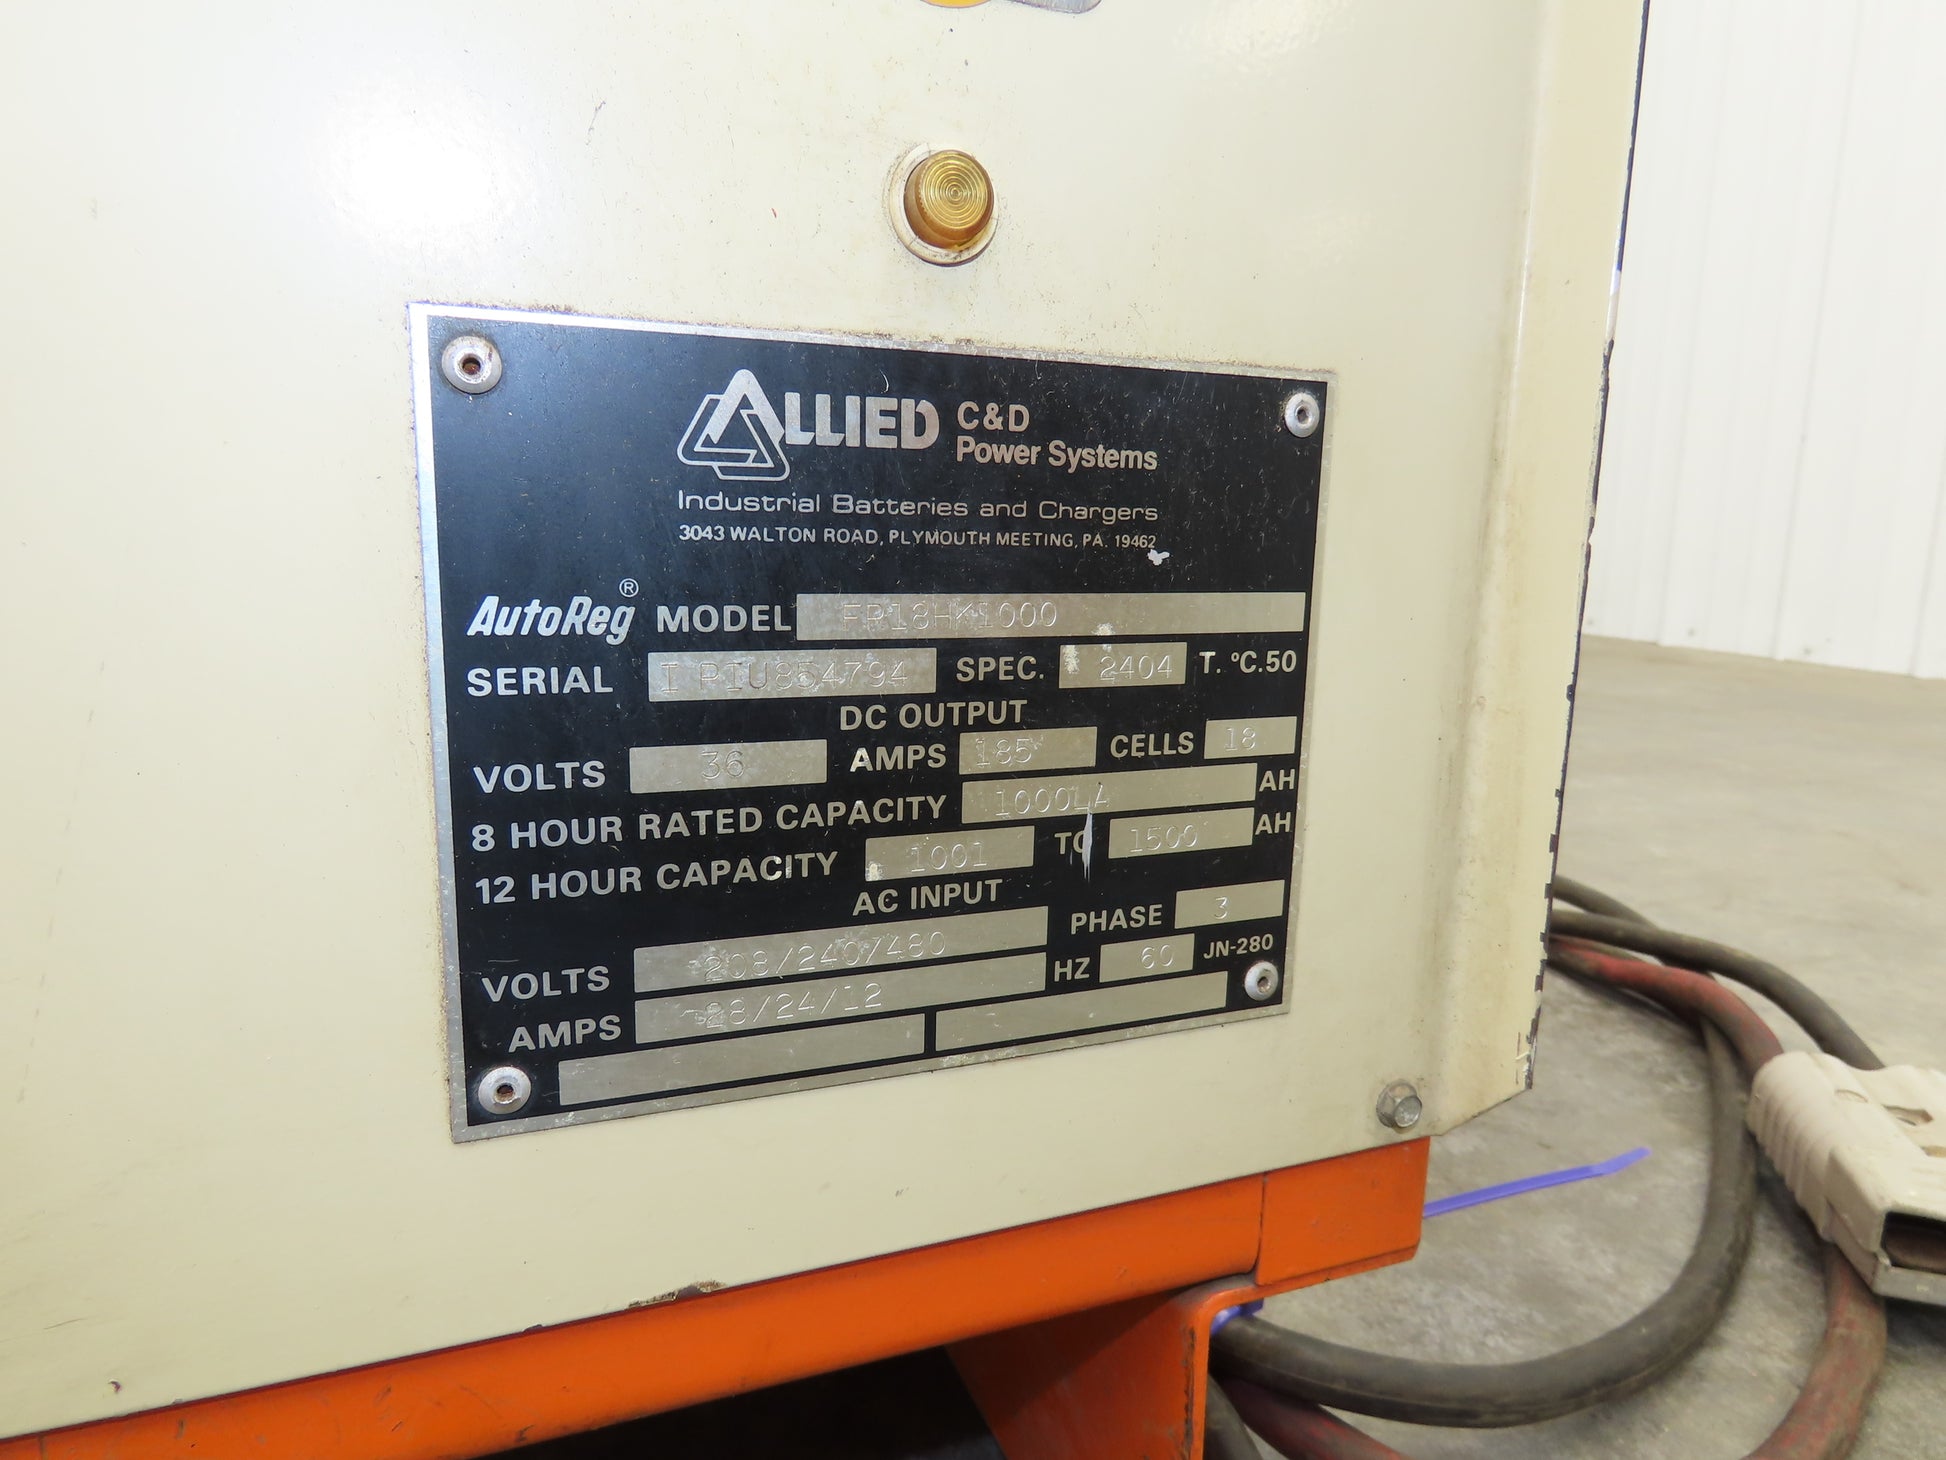 ALLIED C&D
Power Systems
Industrial Batteries and Chargers
3043 WALTON ROAD, PLYMOUTH MEETING, PA. 19462
AutoReg® MODEL FR18HK1000
SERIAL I P1U854794 SPEC. 2404 T. °C.50
DC OUTPUT
VOLTS 36 AMPS 185 CELLS 18
8 HOUR RATED CAPACITY 1000LA AH
12 HOUR CAPACITY 1001 TO 1500 AH
AC INPUT
VOLTS 208/240/480 PHASE 3
AMPS 28/24/12 HZ 60 JN-280